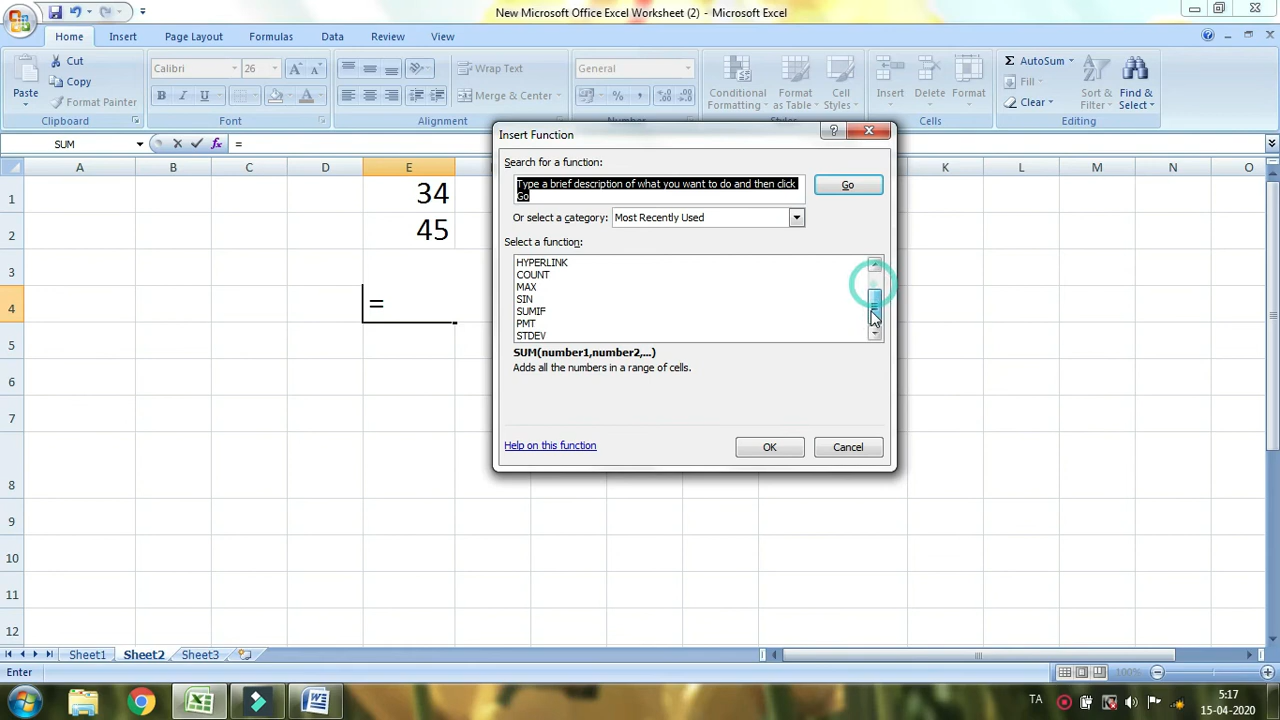 New Microsoft Office Excel Worksheet (2) - Microsoft Excel
Home Insert Page Layout Formulas Data Review View
Paste
Cut
Copy
Format Painter
Clipboard
Calibri 26
B I U
Font
Wrap Text
Merge & Center
Alignment
General
% ,
Number
Conditional Formatting
Format as Table
Cell Styles
Styles
Insert Delete Format
Cells
Σ AutoSum
Fill
Clear
Sort & Filter
Find & Select
Editing
SUM
fx =
A B C D E K L M N O
1 34
2 45
3
4 =
5
6
7
8
9
10
11
12
Insert Function
Search for a function:
Type a brief description of what you want to do and then click
Go
Go
Or select a category: Most Recently Used
Select a function:
HYPERLINK
COUNT
MAX
SIN
SUMIF
PMT
STDEV
SUM(number1,number2,...)
Adds all the numbers in a range of cells.
Help on this function
OK Cancel
Sheet1 Sheet2 Sheet3
Enter 100%
TA
5:17
15-04-2020